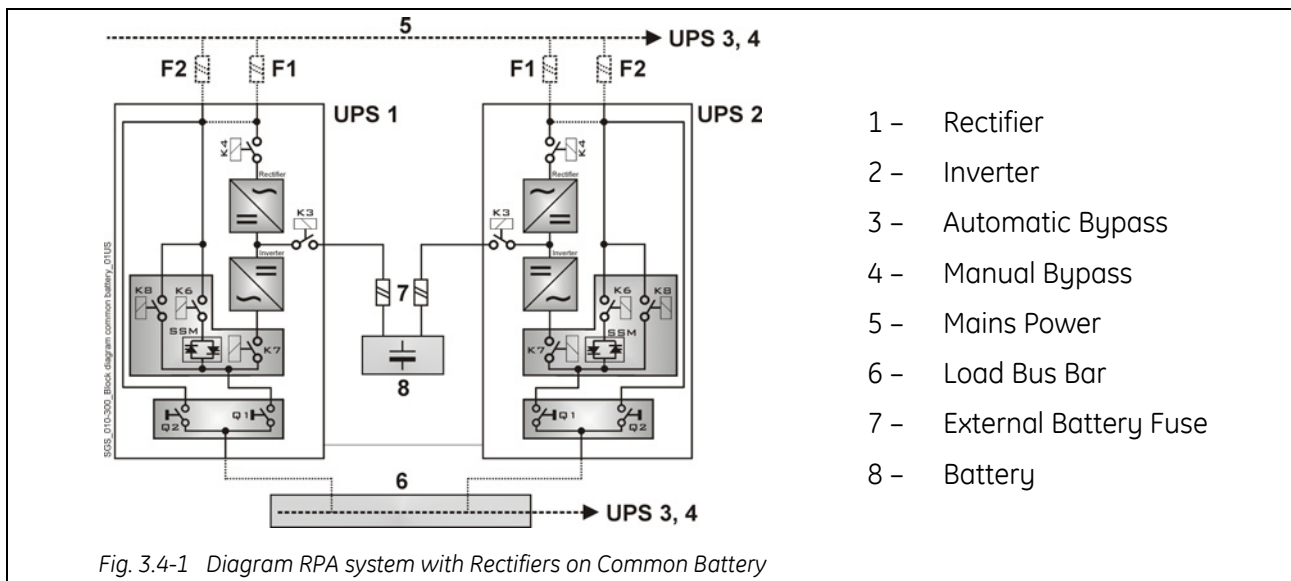 5
UPS 3, 4
F2
F1
F1
F2
UPS 1
UPS 2
K4
K4
Rectifier
Rectifier
K3
K3
Inverter
Inverter
K8
K6
SSM
K7
7
K6
K8
SSM
K7
8
Q2
Q1
Q1
Q2
6
UPS 3, 4
SGS_010-300_Block diagram common battery_01US
1 – Rectifier
2 – Inverter
3 – Automatic Bypass
4 – Manual Bypass
5 – Mains Power
6 – Load Bus Bar
7 – External Battery Fuse
8 – Battery
Fig. 3.4-1 Diagram RPA system with Rectifiers on Common Battery